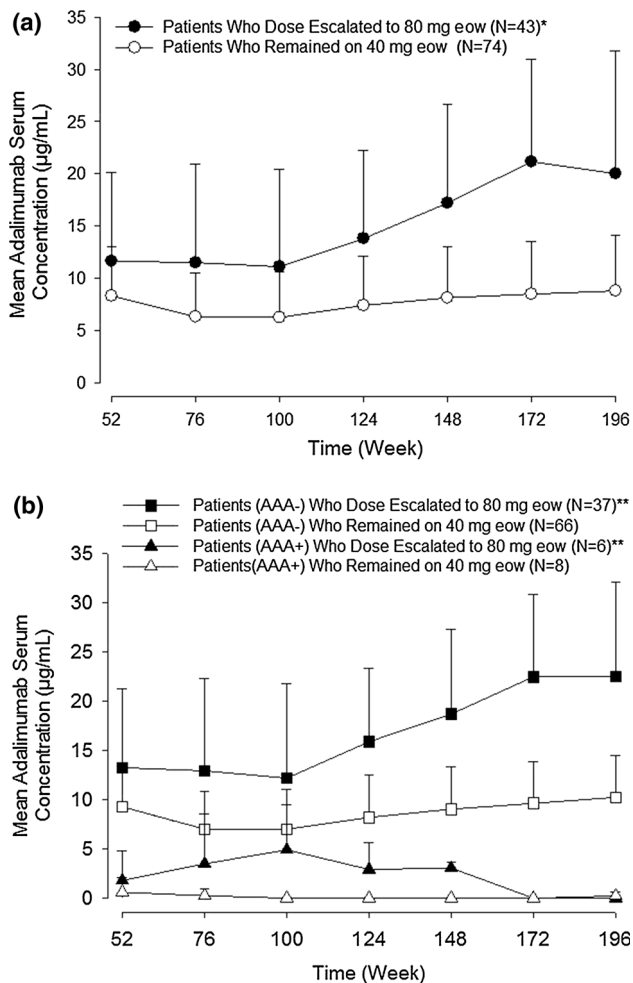 (a)
Patients Who Dose Escalated to 80 mg eow (N=43)*
Patients Who Remained on 40 mg eow (N=74)
Mean Adalimumab Serum
Concentration (µg/mL)
35
30
25
20
15
10
5
0
52 76 100 124 148 172 196
Time (Week)
(b)
Patients (AAA-) Who Dose Escalated to 80 mg eow (N=37)**
Patients (AAA-) Who Remained on 40 mg eow (N=66)
Patients (AAA+) Who Dose Escalated to 80 mg eow (N=6)**
Patients(AAA+) Who Remained on 40 mg eow (N=8)
Mean Adalimumab Serum
Concentration (µg/mL)
35
30
25
20
15
10
5
0
52 76 100 124 148 172 196
Time (Week)